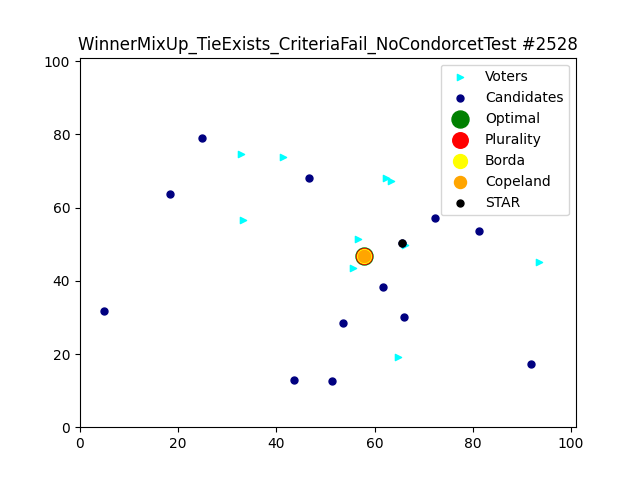 WinnerMixUp_TieExists_CriteriaFail_NoCondorcetTest #2528
100
80
60
40
20
0
0 20 40 60 80 100
Voters
Candidates
Optimal
Plurality
Borda
Copeland
STAR